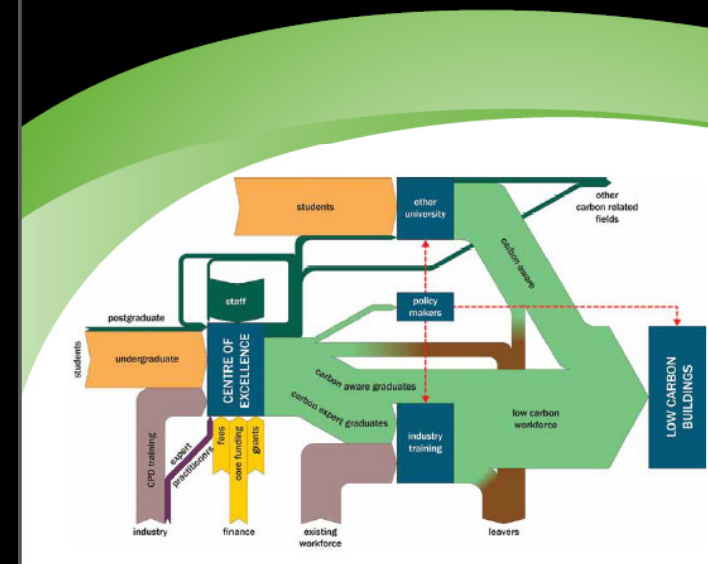 students
other
university
other
carbon related
fields
carbon aware
staff
policy
makers
postgraduate
students
undergraduate
CENTRE OF
EXCELLENCE
carbon aware graduates
carbon expert graduates
low carbon
workforce
LOW CARBON
BUILDINGS
industry
training
CPD training
expert
practitioners
fees
core funding
grants
industry
finance
existing
workforce
leavers